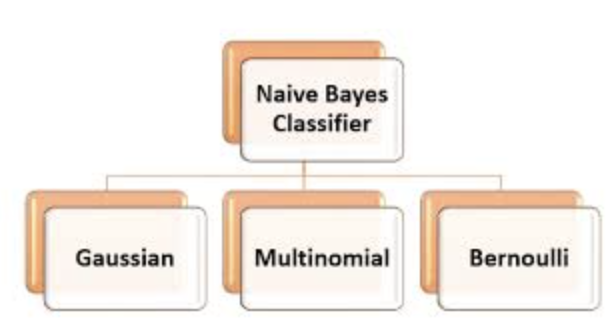 Naive Bayes
Classifier
Gaussian
Multinomial
Bernoulli